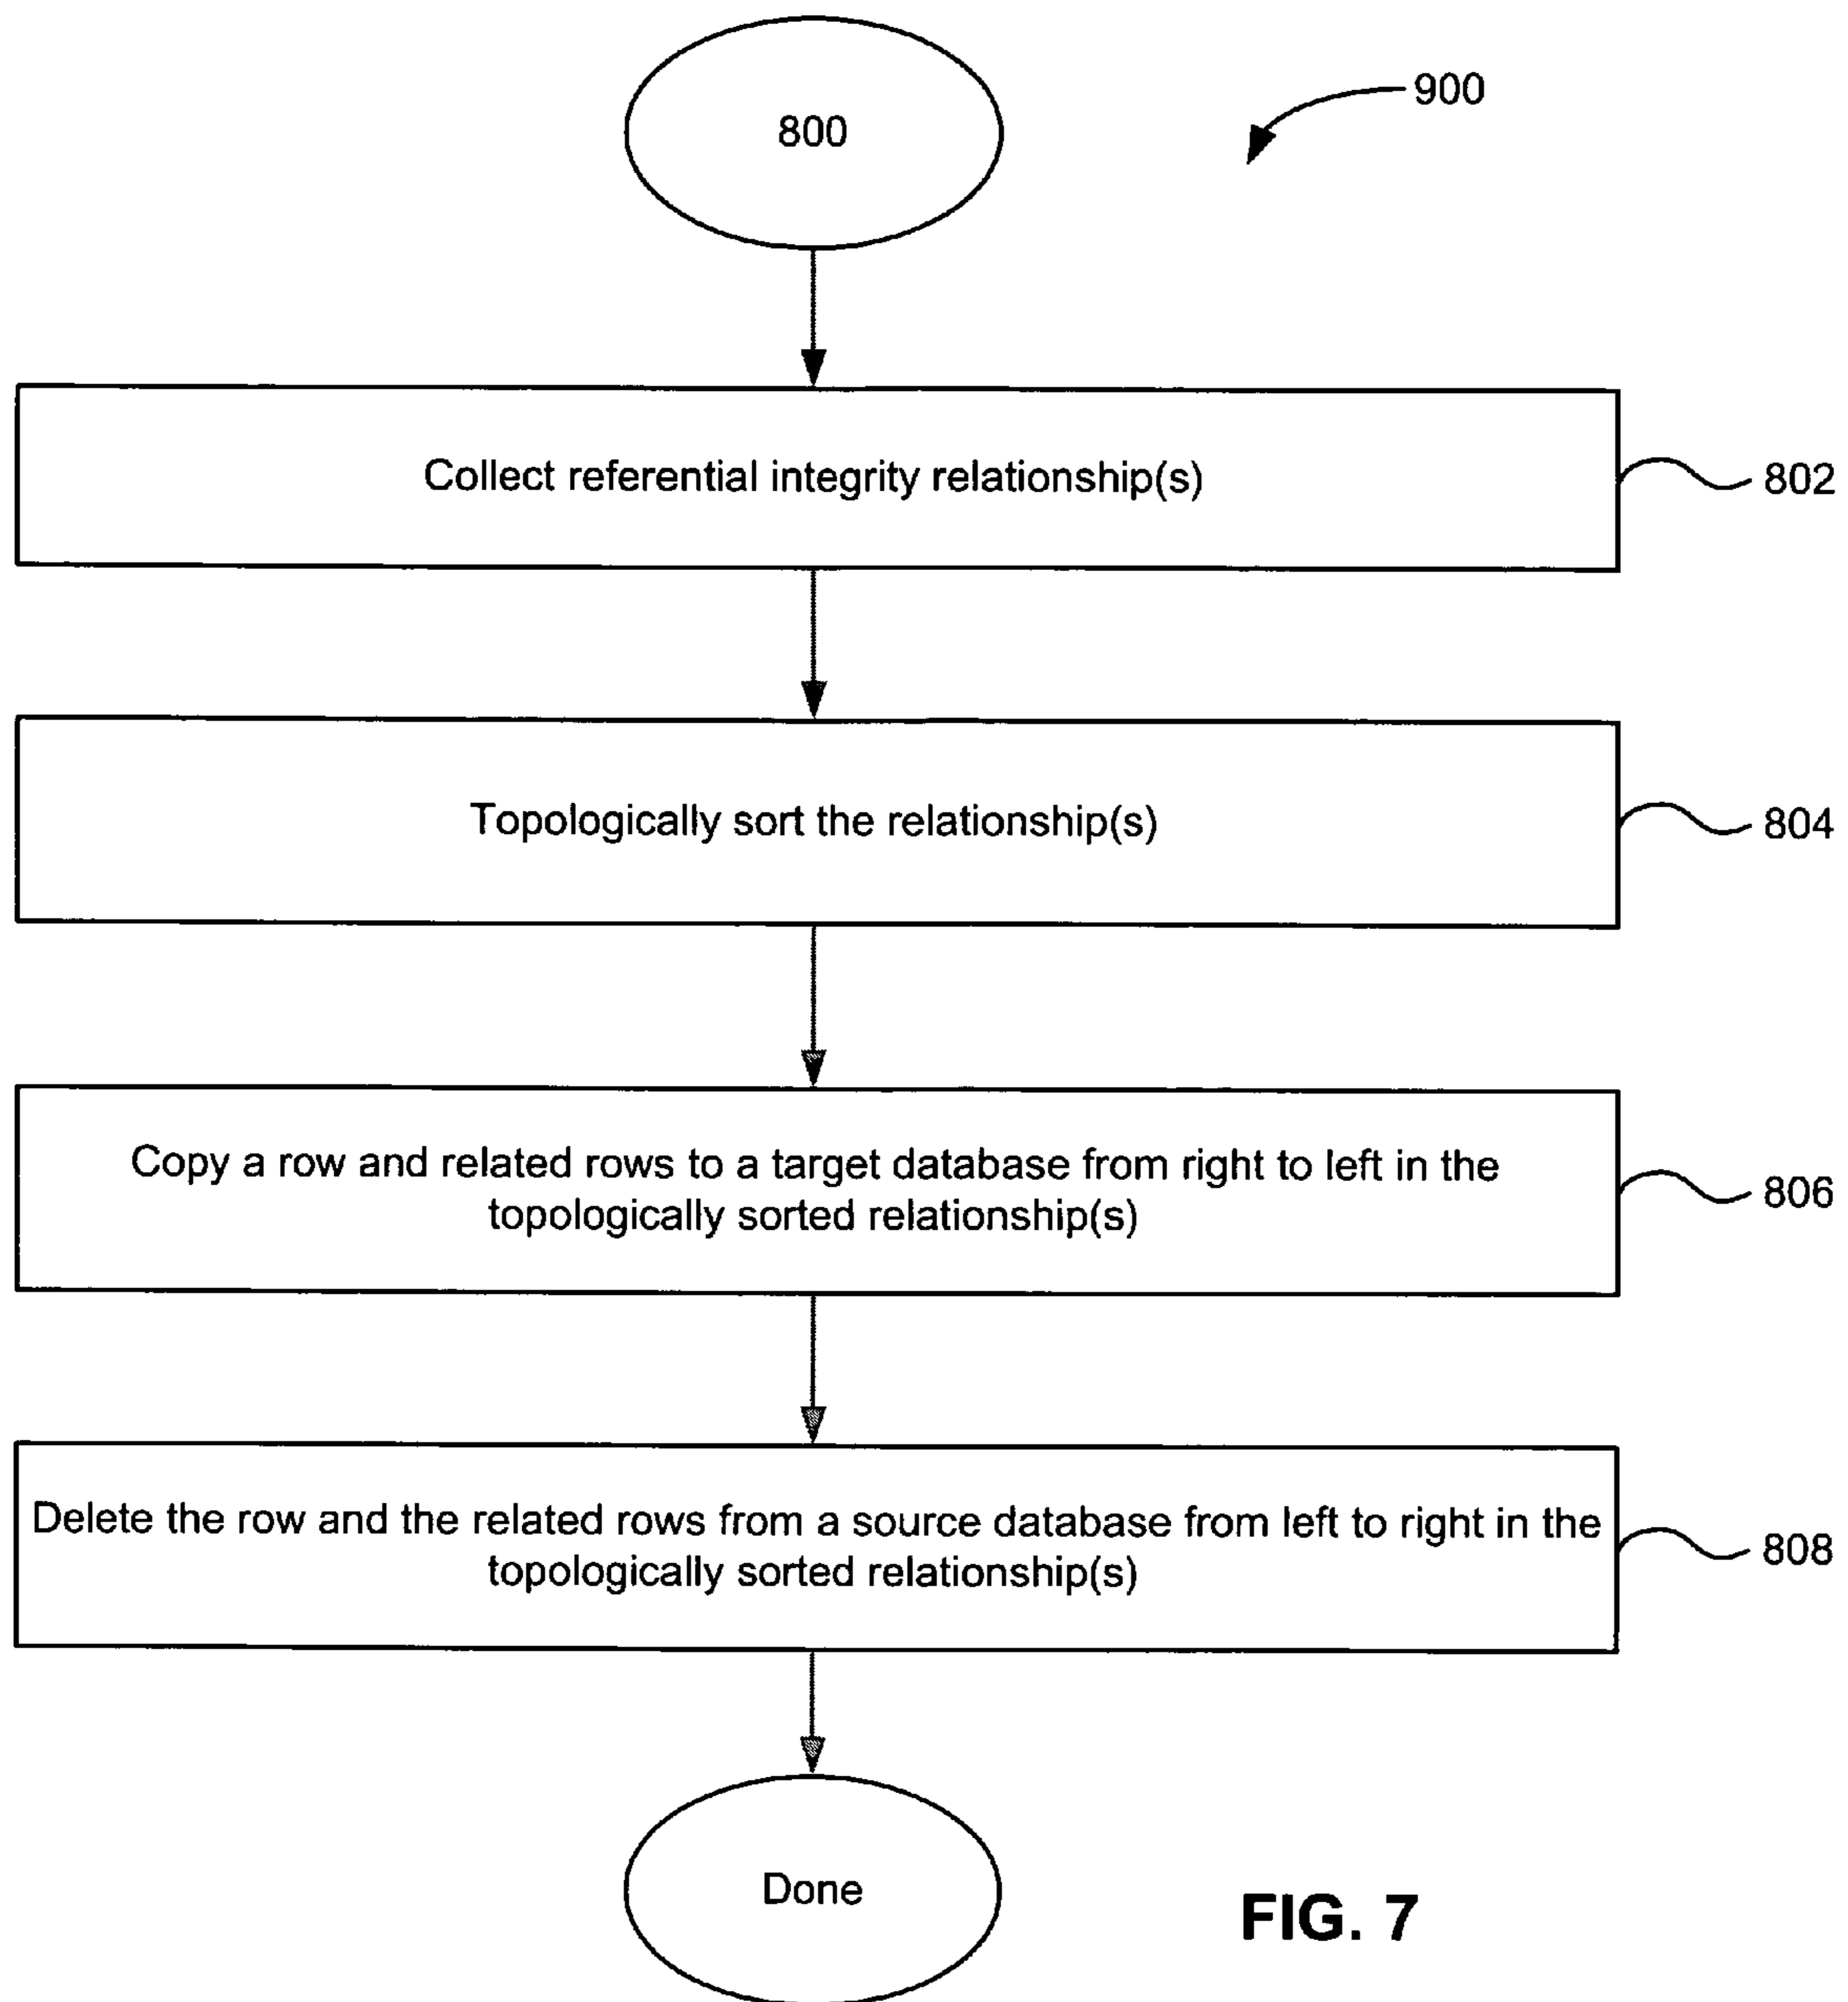 800
900
Collect referential integrity relationship(s)
802
Topologically sort the relationship(s)
804
Copy a row and related rows to a target database from right to left in the
topologically sorted relationship(s)
806
Delete the row and the related rows from a source database from left to right in the
topologically sorted relationship(s)
808
Done
FIG. 7